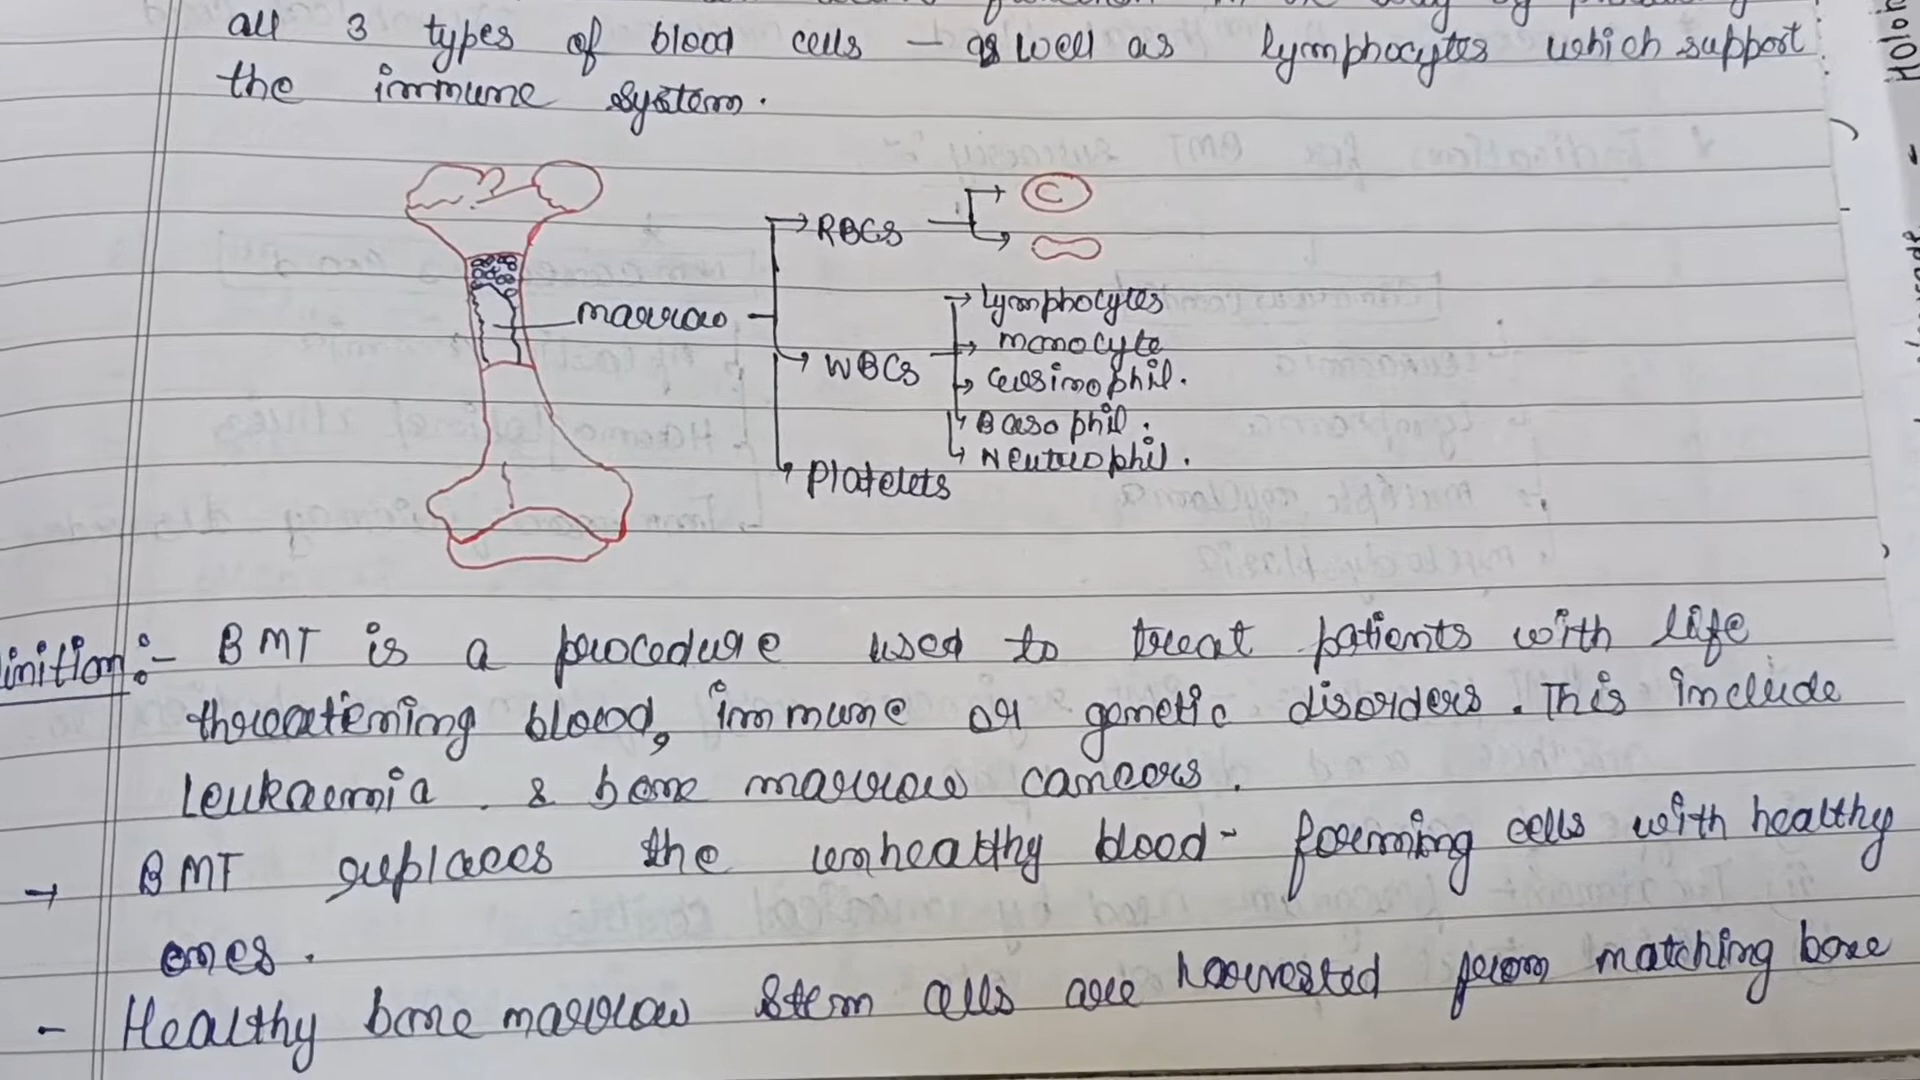 all 3 types of blood cells - as well as lymphocytes which support
the immune system.
C
RBCs
marrow
lymphocytes
monocyte
WBCs
eusinophil.
Basophil.
Neutrophil.
Platelets
inition:- BMT is a procedure used to treat patients with life
threatening blood, immune or genetic disorders. This include
Leukaemia & bone marrow cancers.
→ BMT replaces the unhealthy blood- forming cells with healthy
ones.
- Healthy bone marrow stem cells are harvested from matching bone